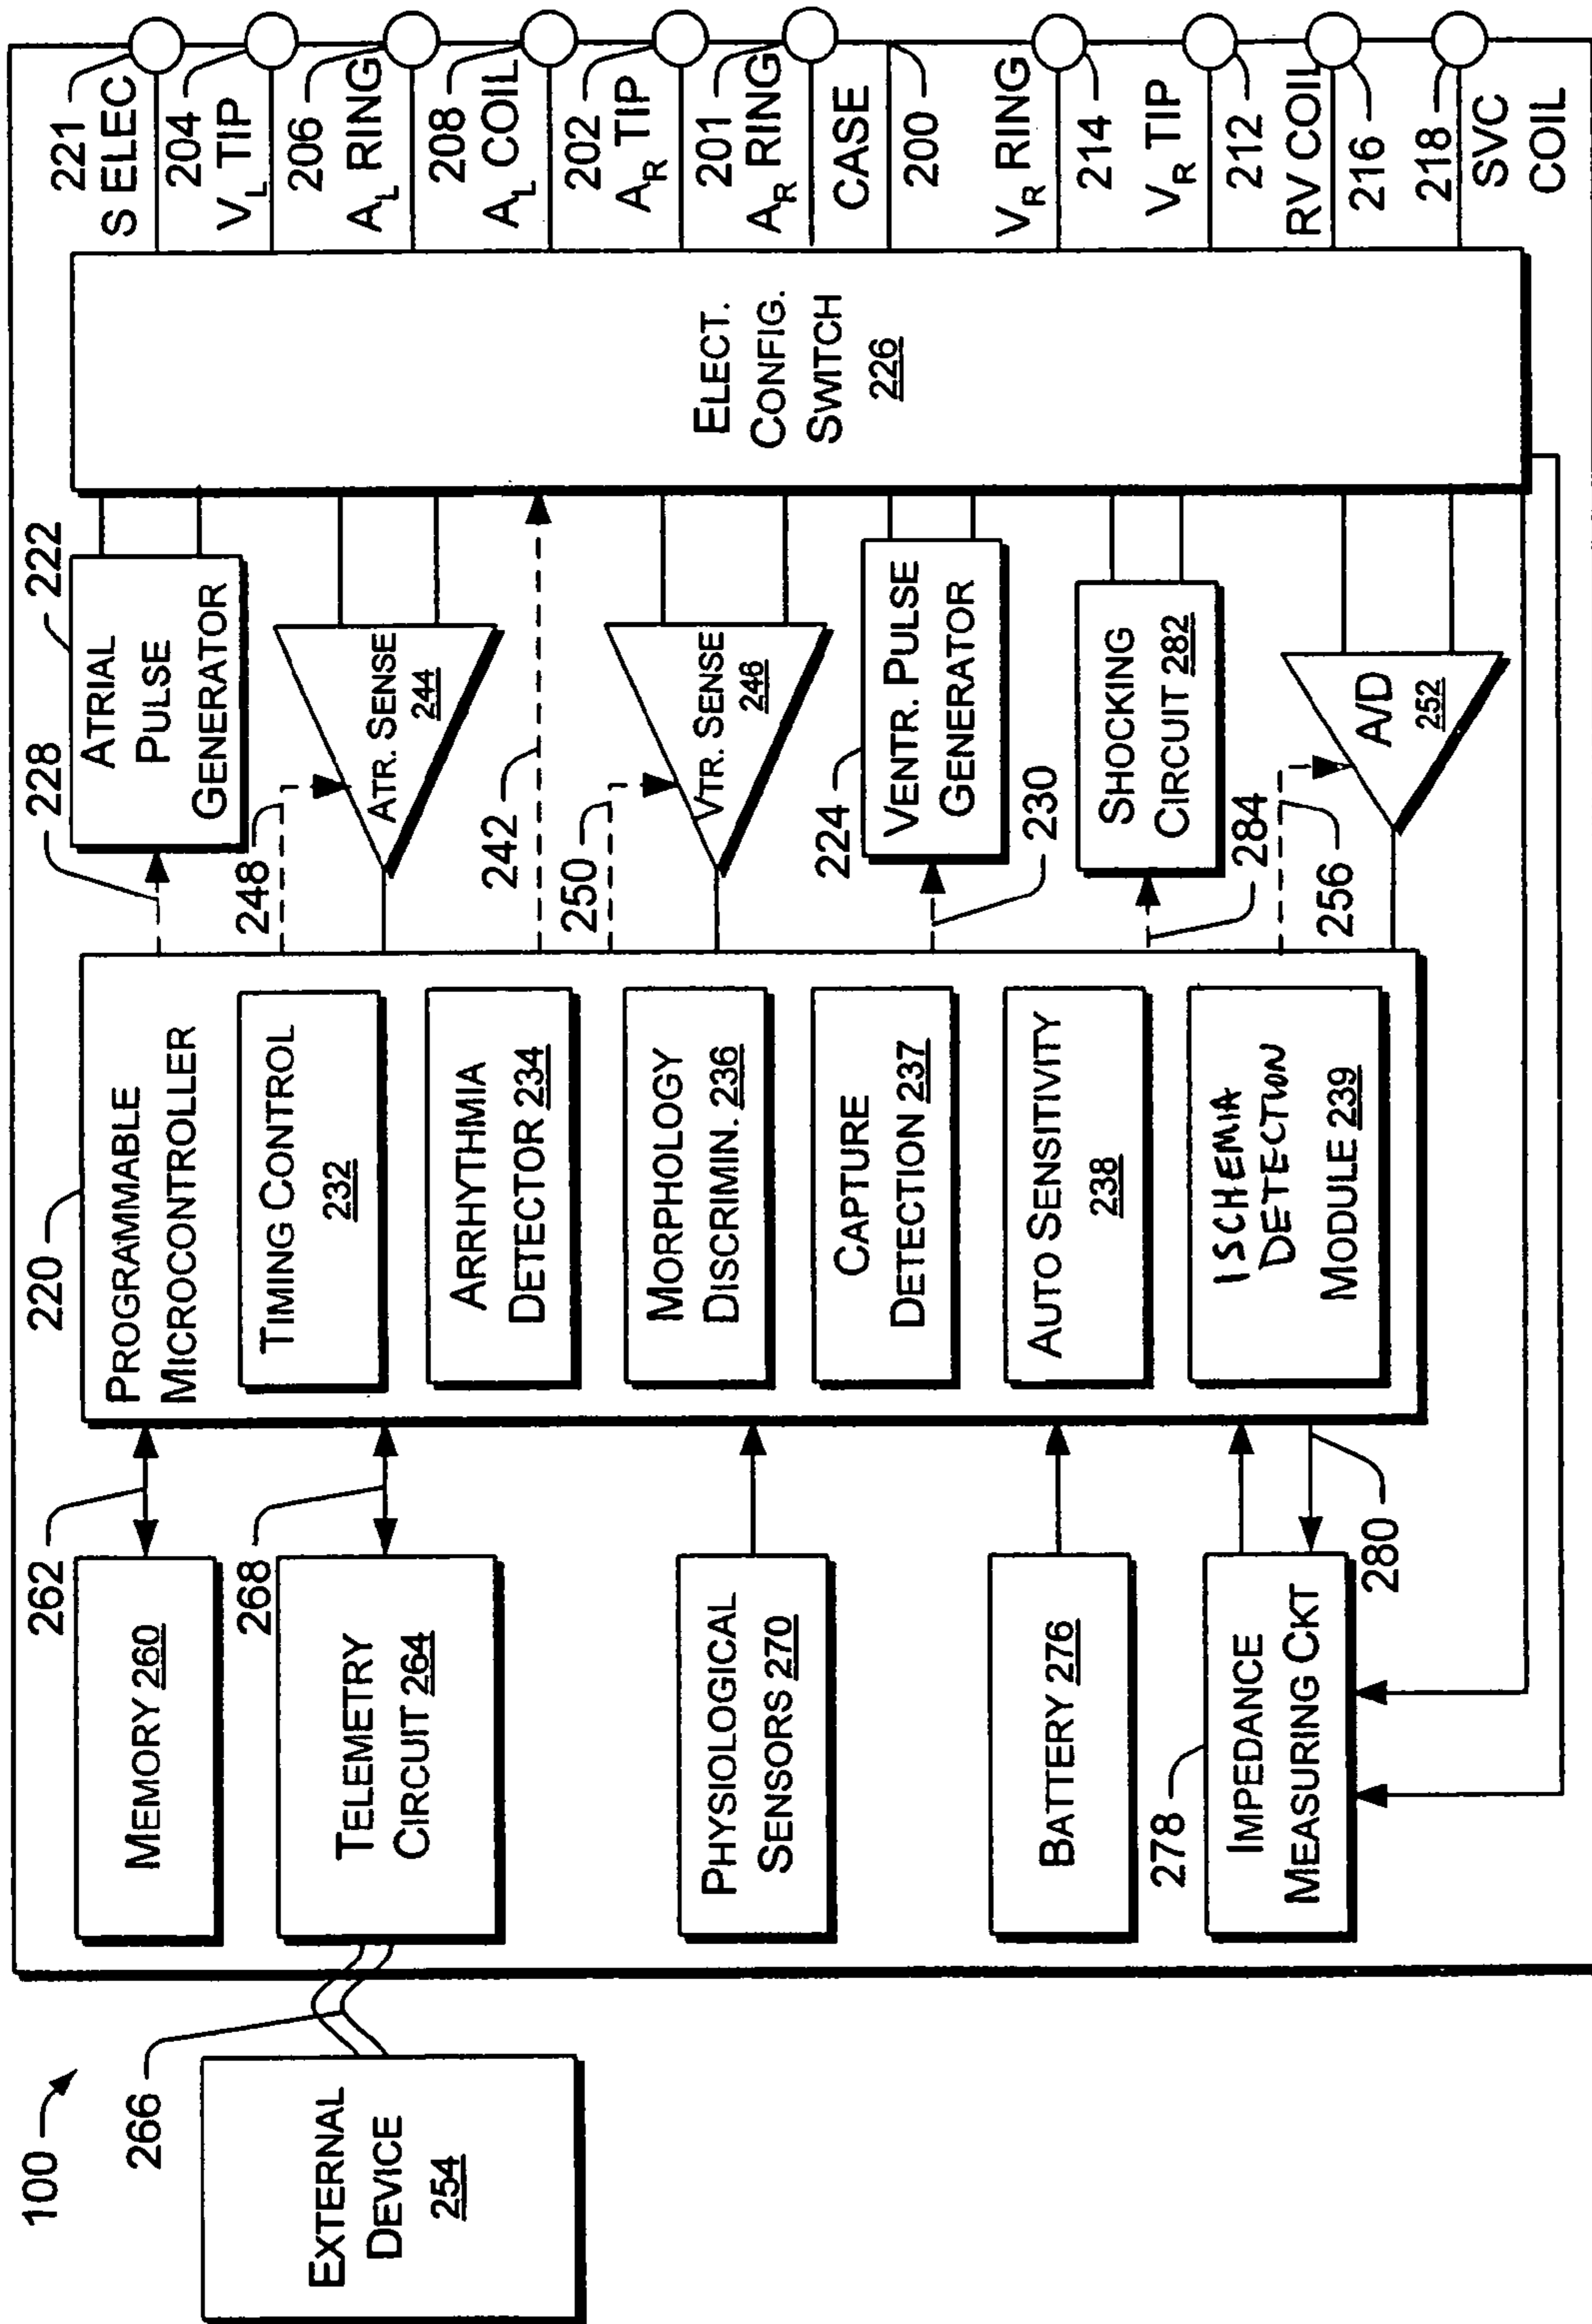 100
266
EXTERNAL
DEVICE
254
262
MEMORY 260
268
TELEMETRY
CIRCUIT 264
PHYSIOLOGICAL
SENSORS 270
BATTERY 276
278
IMPEDANCE
MEASURING CKT
280
220
PROGRAMMABLE
MICROCONTROLLER
TIMING CONTROL
232
ARRHYTHMIA
DETECTOR 234
MORPHOLOGY
DISCRIMIN. 236
CAPTURE
DETECTION 237
AUTO SENSITIVITY
238
ISCHEMIA
DETECTION
MODULE 239
228
222
ATRIAL
PULSE
GENERATOR
248
ATR. SENSE
244
242
250
VTR. SENSE
246
224
VENTR. PULSE
GENERATOR
230
SHOCKING
CIRCUIT 282
284
256
A/D
252
ELECT.
CONFIG.
SWITCH
226
221
S ELEC
204
VL TIP
206
AL RING
208
AL COIL
202
AR TIP
201
AR RING
CASE
200
VR RING
214
VR TIP
212
RV COIL
216
218
SVC
COIL